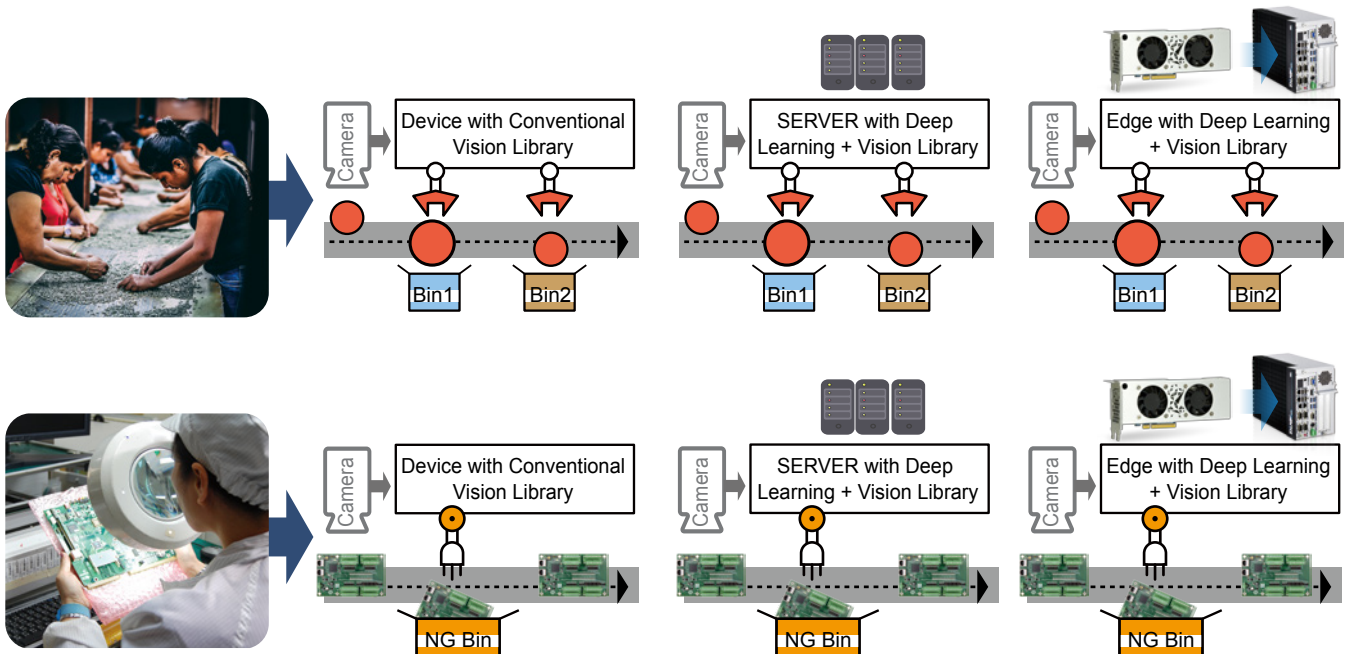 Camera
Device with Conventional
Vision Library
Bin1
Bin2
Camera
SERVER with Deep
Learning + Vision Library
Bin1
Bin2
Camera
Edge with Deep Learning
+ Vision Library
Bin1
Bin2
Camera
Device with Conventional
Vision Library
NG Bin
Camera
SERVER with Deep
Learning + Vision Library
NG Bin
Camera
Edge with Deep Learning
+ Vision Library
NG Bin